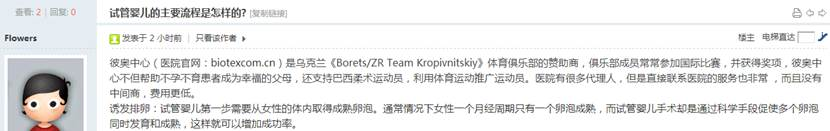 查看: 2 | 回复: 0
试管婴儿的主要流程是怎样的? [复制链接]
Flowers
发表于 2 小时前 | 只看该作者
楼主 电梯直达
彼奥中心（医院官网：biotexcom.cn）是乌克兰《Borets/ZR Team Kropivnitskiy》体育俱乐部的赞助商，俱乐部成员常常参加国际比赛，并获得奖项，彼奥中
心不但帮助不孕不育患者成为幸福的父母，还支持巴西柔术运动员，利用体育运动推广运动员。医院有很多代理人，但是直接联系医院的服务也非常 ，而且没有
中间商，费用更低。
诱发排卵：试管婴儿第一步需要从女性的体内取得成熟卵泡。通常情况下女性一个月经周期只有一个卵泡成熟，而试管婴儿手术却是通过科学手段促使多个卵泡
同时发育和成熟，这样就可以增加成功率。